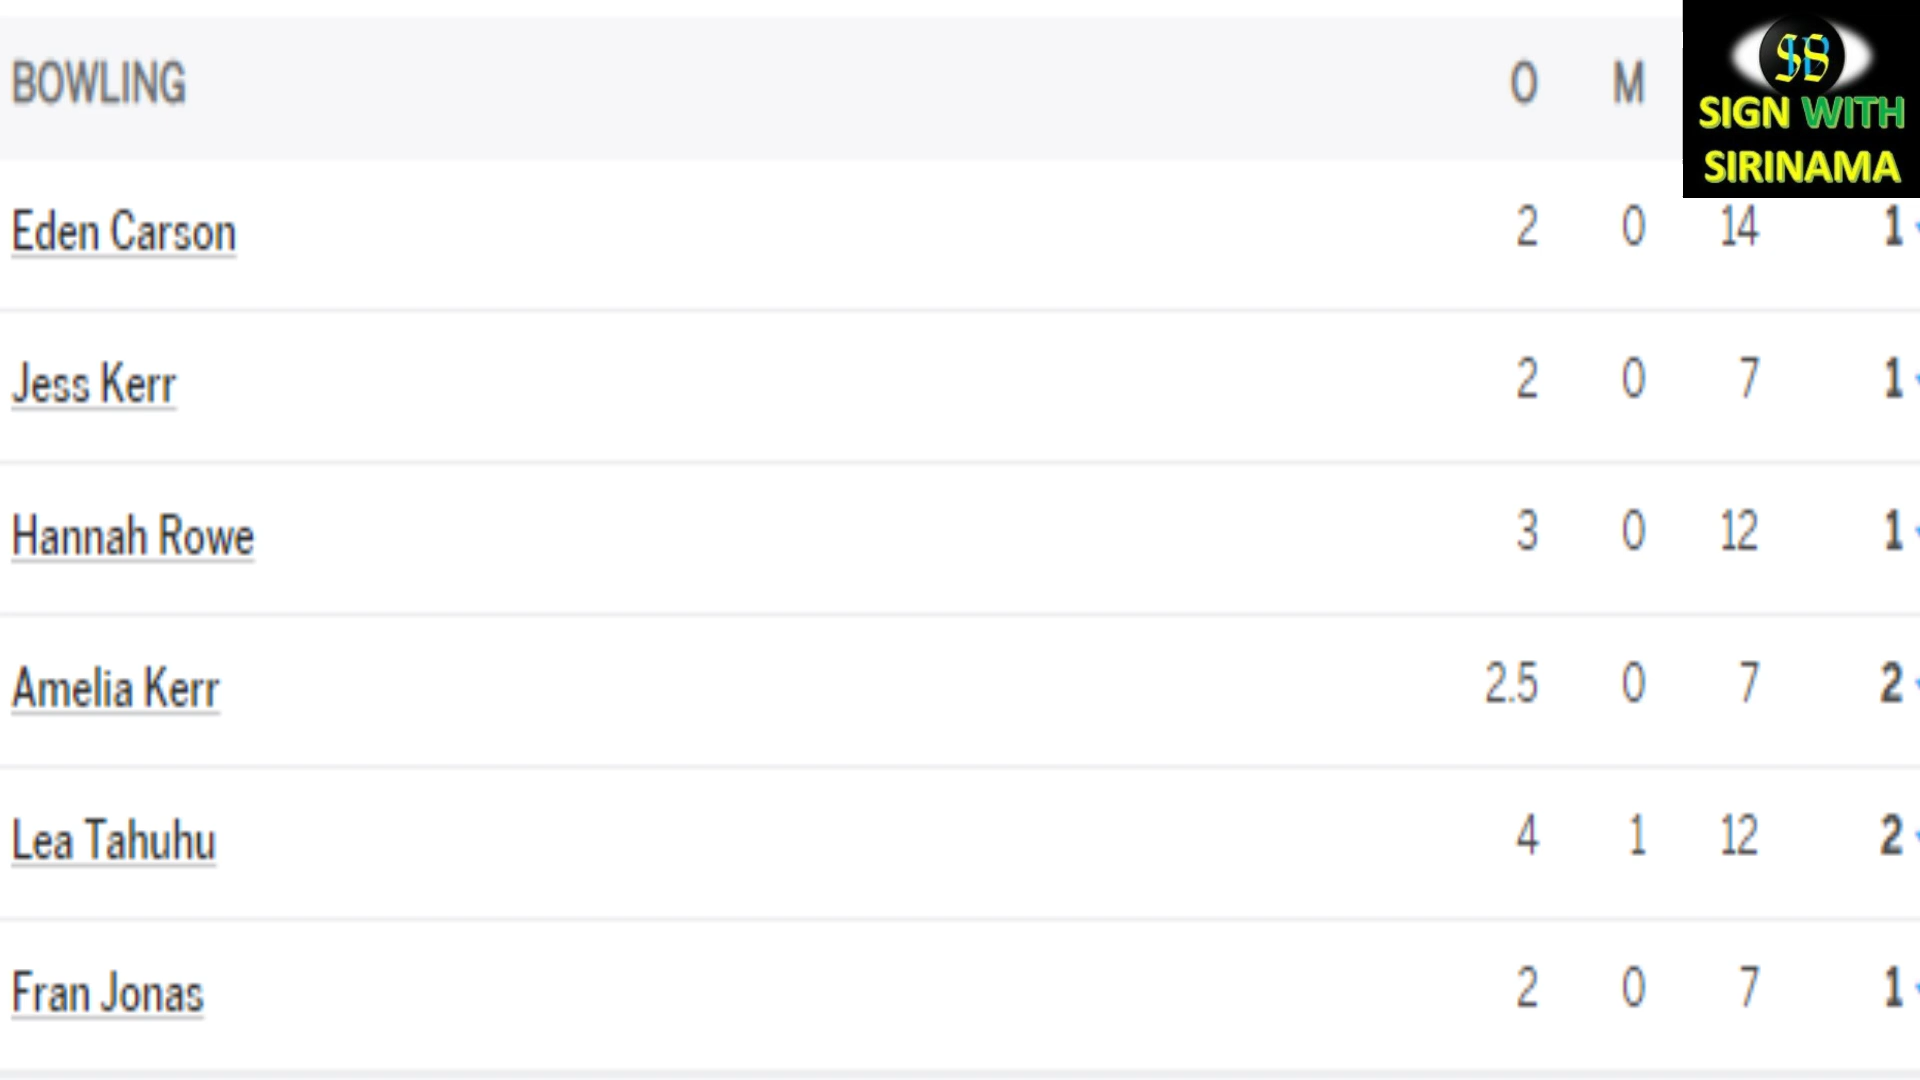 BOWLING O M
SIGN WITH
SIRINAMA
Eden Carson 2 0 14 1
Jess Kerr 2 0 7 1
Hannah Rowe 3 0 12 1
Amelia Kerr 2.5 0 7 2
Lea Tahuhu 4 1 12 2
Fran Jonas 2 0 7 1